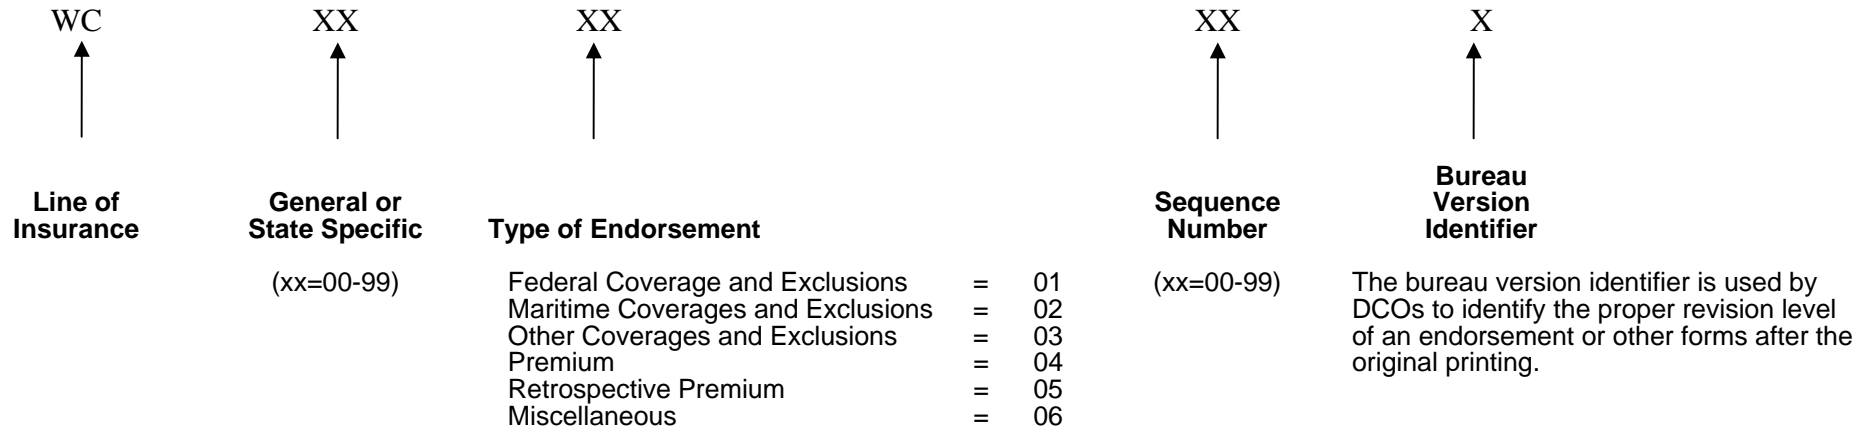 WC XX XX XX X
Bureau
Line of General or Sequence Version
Insurance State Specific Type of Endorsement Number Identifier
(xx=00-99) Federal Coverage and Exclusions = 01 (xx=00-99) The bureau version identifier is used by
Maritime Coverages and Exclusions = 02 DCOs to identify the proper revision level
Other Coverages and Exclusions = 03 of an endorsement or other forms after the
Premium = 04 original printing.
Retrospective Premium = 05
Miscellaneous = 06